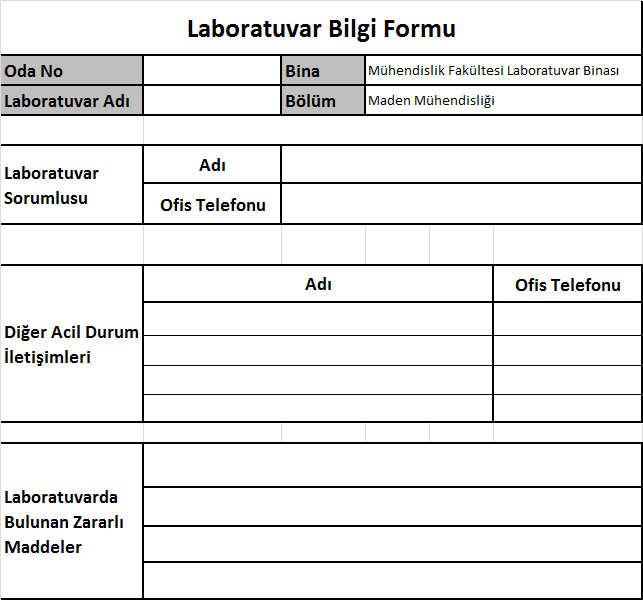 Laboratuvar Bilgi Formu
Oda No Bina Mühendislik Fakültesi Laboratuvar Binası
Laboratuvar Adı Bölüm Maden Mühendisliği
Laboratuvar
Sorumlusu
Adı
Ofis Telefonu
Adı Ofis Telefonu
Diğer Acil Durum
İletişimleri
Laboratuvarda
Bulunan Zararlı
Maddeler